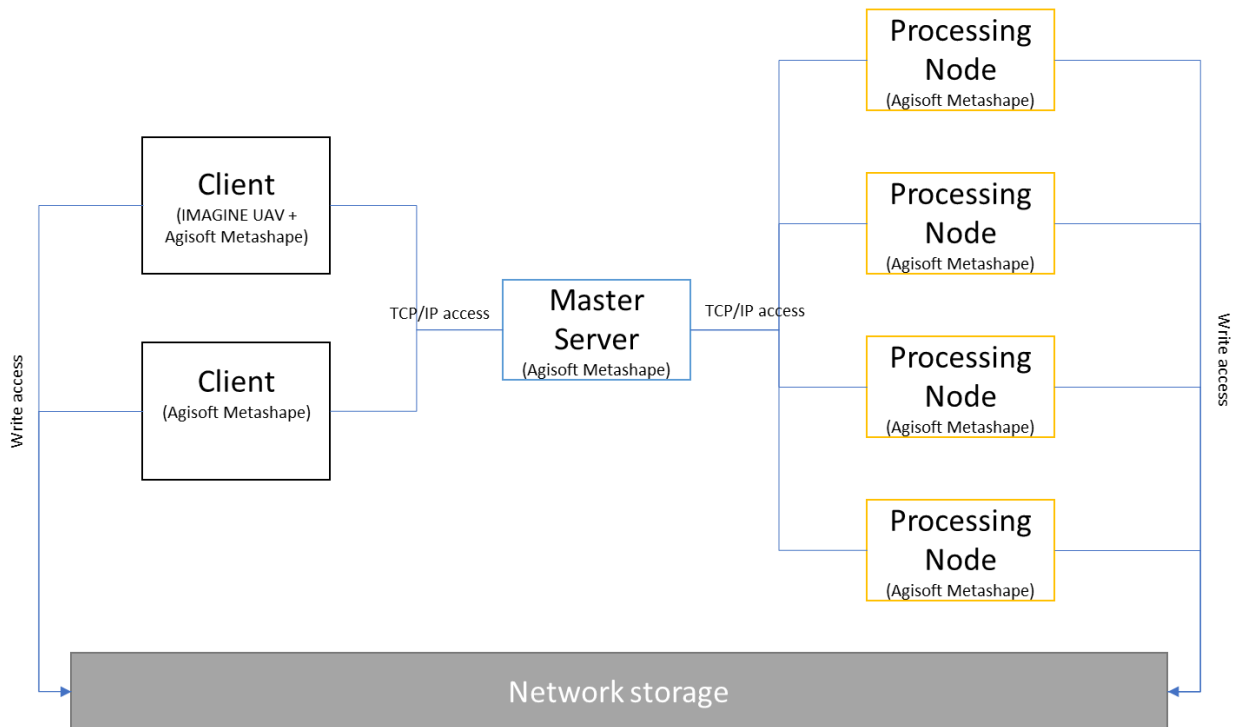 Processing
Node
(Agisoft Metashape)
Client
(IMAGINE UAV +
Agisoft Metashape)
Processing
Node
(Agisoft Metashape)
TCP/IP access
Master
Server
(Agisoft Metashape)
TCP/IP access
Write access
Client
(Agisoft Metashape)
Processing
Node
(Agisoft Metashape)
Write access
Processing
Node
(Agisoft Metashape)
Network storage